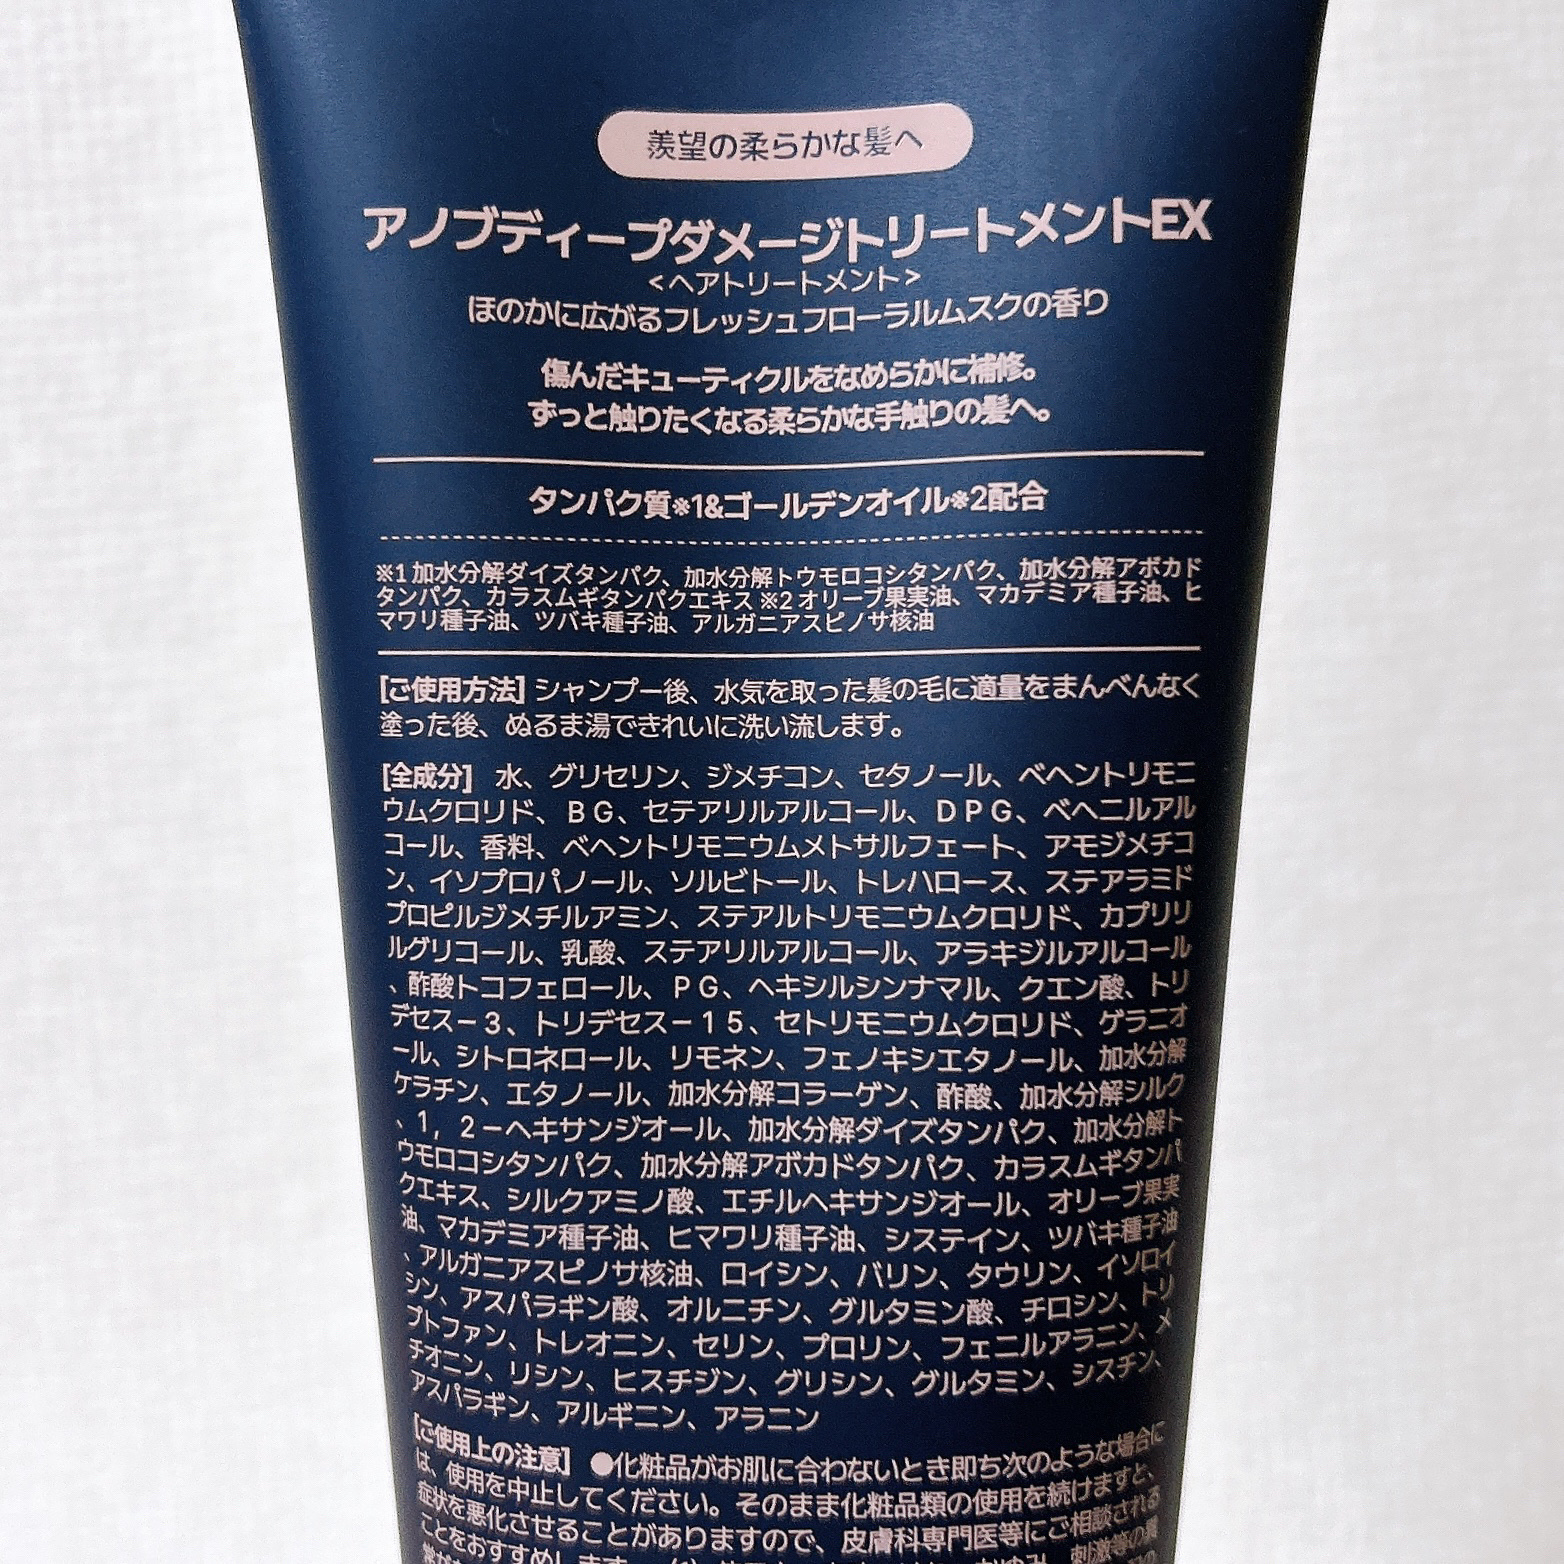 羨望の柔らかな髪へ
アノブディープダメージトリートメントEX
<ヘアトリートメント>
ほのかに広がるフレッシュフローラルムスクの香り
傷んだキューティクルをなめらかに補修。
ずっと触りたくなる柔らかな手触りの髪へ。
タンパク質※1&ゴールデンオイル※2配合
※1 加水分解ダイズタンパク、加水分解トウモロコシタンパク、加水分解アボカド
タンパク、カラスムギタンパクエキス ※2 オリーブ果実油、マカデミア種子油、ヒ
マワリ種子油、ツバキ種子油、アルガニアスピノサ核油
[ご使用方法] シャンプー後、水気を取った髪の毛に適量をまんべんなく
塗った後、ぬるま湯できれいに洗い流します。
[全成分] 水、グリセリン、ジメチコン、セタノール、ベヘントリモニ
ウムクロリド、BG、セテアリルアルコール、DPG、ベヘニルアル
コール、香料、ベヘントリモニウムメトサルフェート、アモジメチコ
ン、イソプロパノール、ソルビトール、トレハロース、ステアラミド
プロピルジメチルアミン、ステアルトリモニウムクロリド、カプリリ
ルグリコール、乳酸、ステアリルアルコール、アラキジルアルコール
、酢酸トコフェロール、PG、ヘキシルシンナマル、クエン酸、トリ
デセス－3、トリデセス－15、セトリモニウムクロリド、ゲラニオ
ール、シトロネロール、リモネン、フェノキシエタノール、加水分解
ケラチン、エタノール、加水分解コラーゲン、酢酸、加水分解シルク
、1，2－ヘキサンジオール、加水分解ダイズタンパク、加水分解ト
ウモロコシタンパク、加水分解アボカドタンパク、カラスムギタンパ
クエキス、シルクアミノ酸、エチルヘキサンジオール、オリーブ果実
油、マカデミア種子油、ヒマワリ種子油、システイン、ツバキ種子油
、アルガニアスピノサ核油、ロイシン、バリン、タウリン、イソロイ
シン、アスパラギン酸、オルニチン、グルタミン酸、チロシン、トリ
プトファン、トレオニン、セリン、プロリン、フェニルアラニン、メ
チオニン、リシン、ヒスチジン、グリシン、グルタミン、シスチン、
アスパラギン、アルギニン、アラニン
[ご使用上の注意] ●化粧品がお肌に合わないとき即ち次のような場合に
は、使用を中止してください。そのまま化粧品類の使用を続けますと、
症状を悪化させることがありますので、皮膚科専門医等にご相談される
ことをおすすめします。